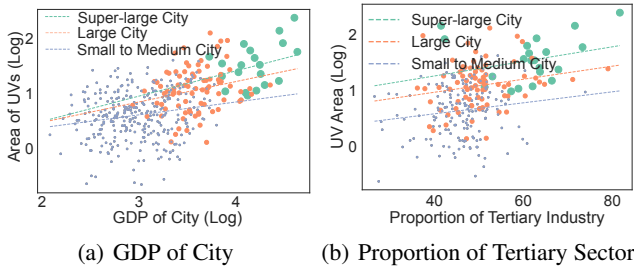 Super-large City
Large City
Small to Medium City
Area of UVs (Log)
2
1
0
2
3
4
GDP of City (Log)
(a) GDP of City
Super-large City
Large City
Small to Medium City
UV Area (Log)
2
1
0
40
60
80
Proportion of Tertiary Industry
(b) Proportion of Tertiary Sector